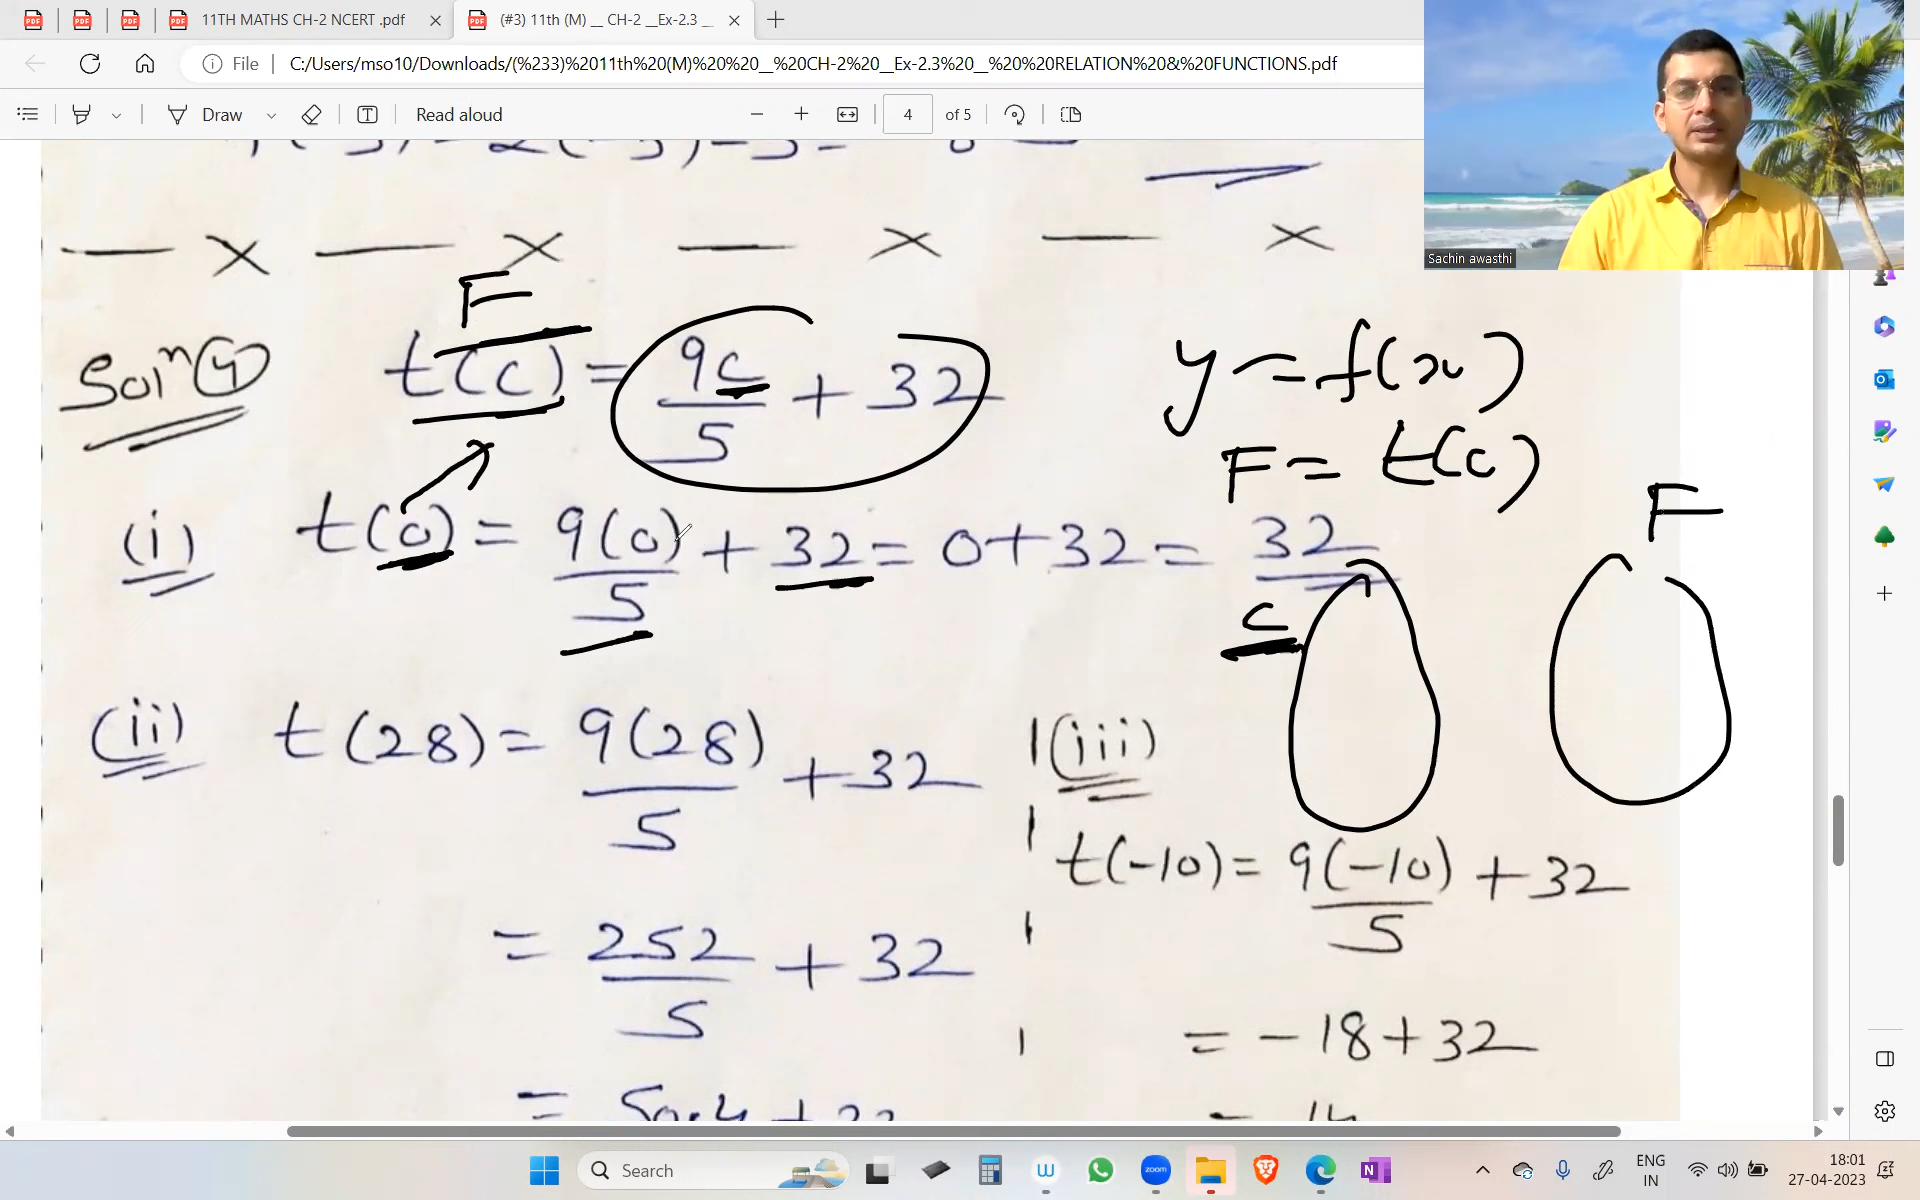 11TH MATHS CH-2 NCERT .pdf
(#3) 11th (M) __ CH-2 __Ex-2.3 __
File
C:/Users/mso10/Downloads/(%233)%2011th%20(M)%20%20__%20CH-2%20__Ex-2.3%20__%20%20RELATION%20&%20FUNCTIONS.pdf
Draw
Read aloud
4 of 5
Sachin awasthi
F
Solⁿ (4) t(c) = 9c/5 + 32
y = f(x)
F = t(c)
F
(i) t(0) = 9(0)/5 + 32 = 0 + 32 = 32
C
(ii) t(28) = 9(28)/5 + 32
= 252/5 + 32
(iii)
t(-10) = 9(-10)/5 + 32
= -18 + 32
= 14
Search
zoom
ENG
IN
18:01
27-04-2023